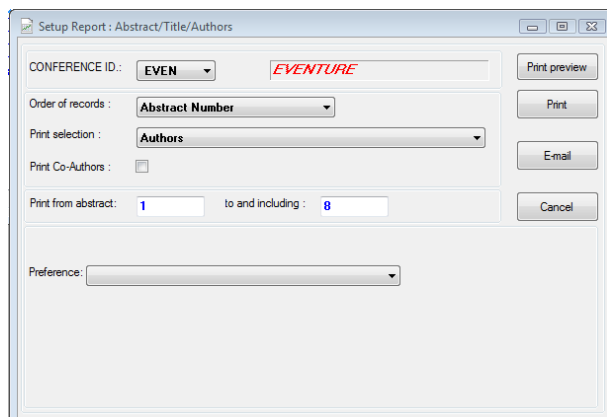 Setup Report : Abstract/Title/Authors
CONFERENCE ID.: EVEN EVENTURE Print preview
Order of records : Abstract Number Print
Print selection : Authors
Print Co-Authors : E-mail
Print from abstract: 1 to and including : 8 Cancel
Preference: